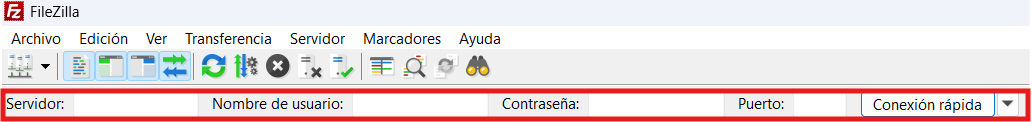 FileZilla
Archivo Edición Ver Transferencia Servidor Marcadores Ayuda
Servidor: Nombre de usuario: Contraseña: Puerto: Conexión rápida